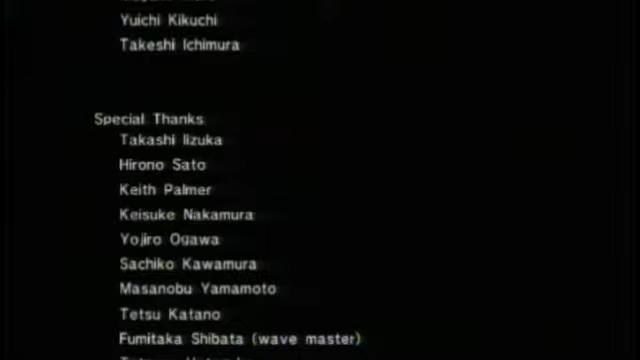 Yuichi Kikuchi
Takeshi Ichimura
Special Thanks
Takashi Iizuka
Hirono Sato
Keith Palmer
Keisuke Nakamura
Yojiro Ogawa
Sachiko Kawamura
Masanobu Yamamoto
Tetsu Katano
Fumitaka Shibata (wave master)